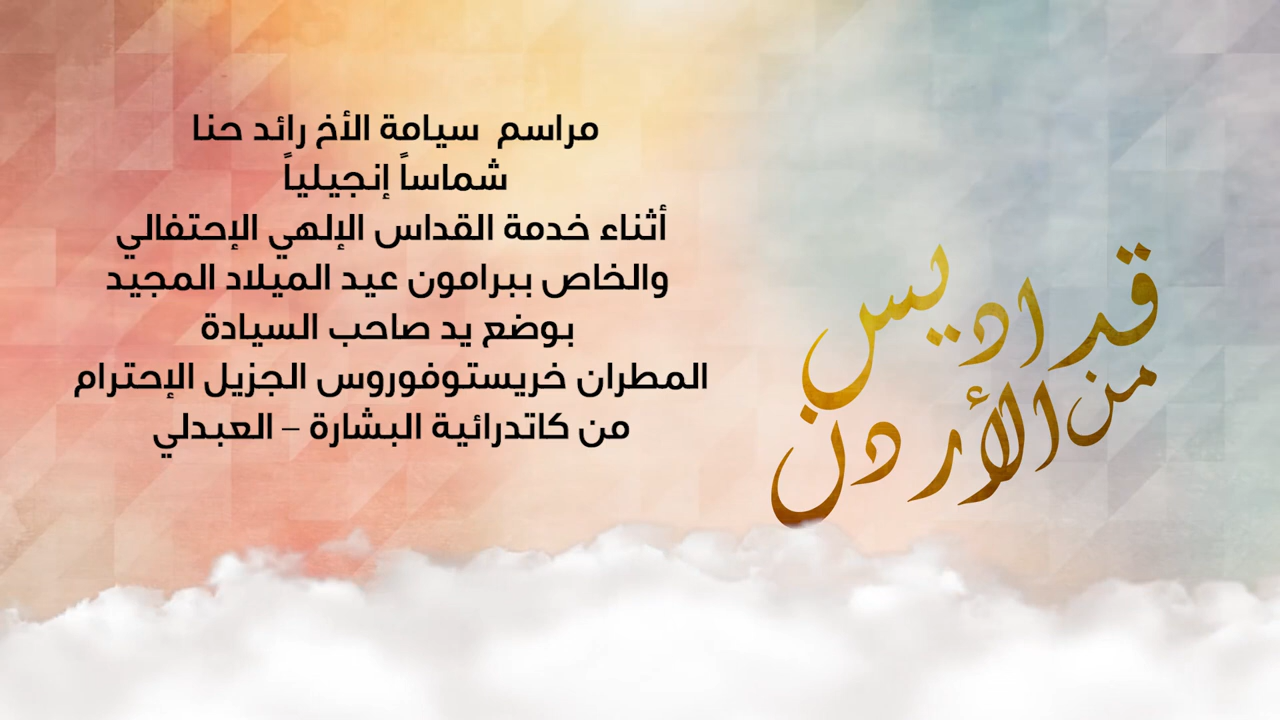 مراسم سيامة الأخ رائد حنا
شماساً إنجيلياً
أثناء خدمة القداس الإلهي الإحتفالي
والخاص ببرامون عيد الميلاد المجيد
بوضع يد صاحب السيادة
المطران خريستوفوروس الجزيل الإحترام
من كاتدرائية البشارة – العبدلي
قداديس
من الأردن